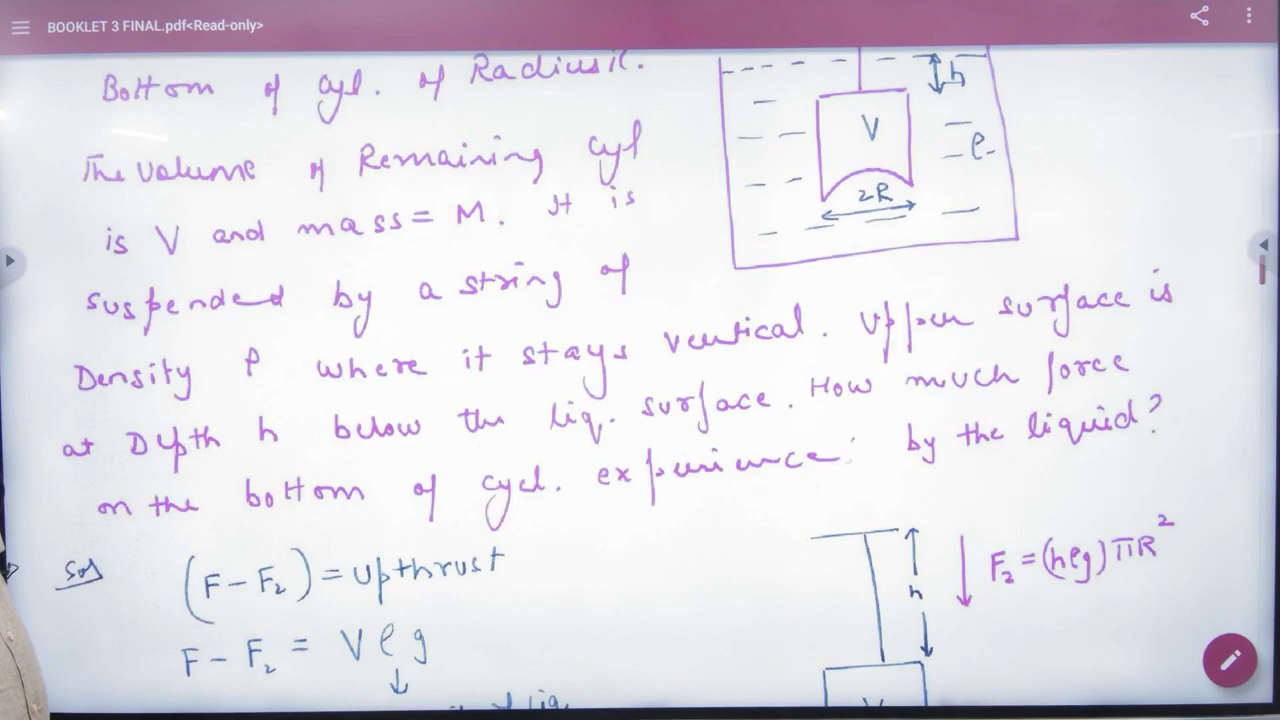 BOOKLET 3 FINAL.pdf<Read-only>
Bottom of cyl. of Radius R.
The volume of Remaining cyl
is V and mass = M. It is
suspended by a string of
Density ρ where it stays vertical. Upper surface is
at Depth h below the liq. surface. How much force
on the bottom of cycl. experience by the liquid?
h
V
ρ
2R
Sol
(F-F₂) = upthrust
F - F₂ = Vρg
h
F₂ = (hρg)πR²
V